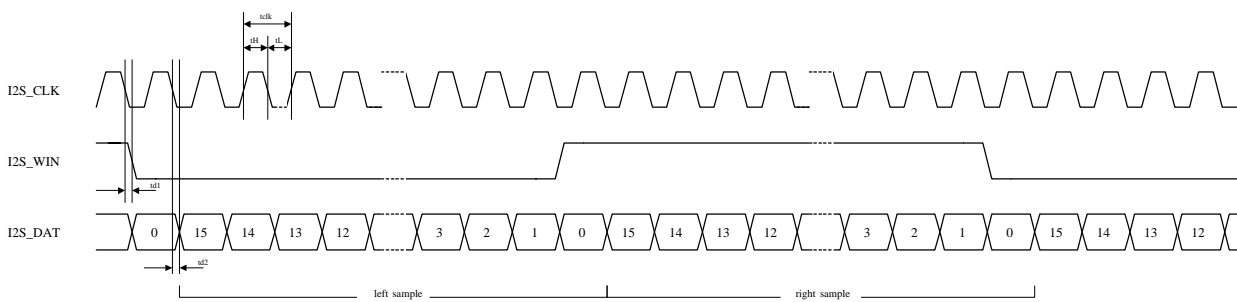 tclk
tH tL
I2S_CLK
I2S_WIN
td1
I2S_DAT 0 15 14 13 12 3 2 1 0 15 14 13 12 3 2 1 0 15 14 13 12
td2
left sample right sample